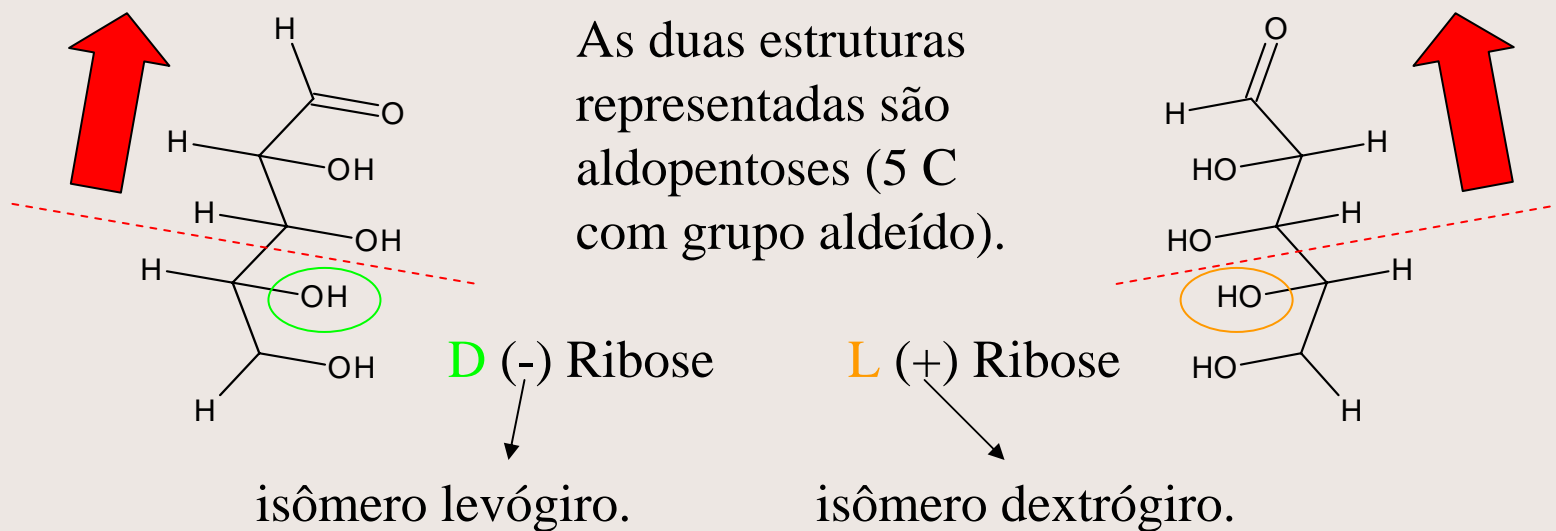 As duas estruturas
representadas são
aldopentoses (5 C
com grupo aldeído).
H
O
H
OH
H
OH
H
OH
OH
H
O
H
H
HO
H
HO
H
HO
HO
H
D (-) Ribose
L (+) Ribose
isômero levógiro.
isômero dextrógiro.